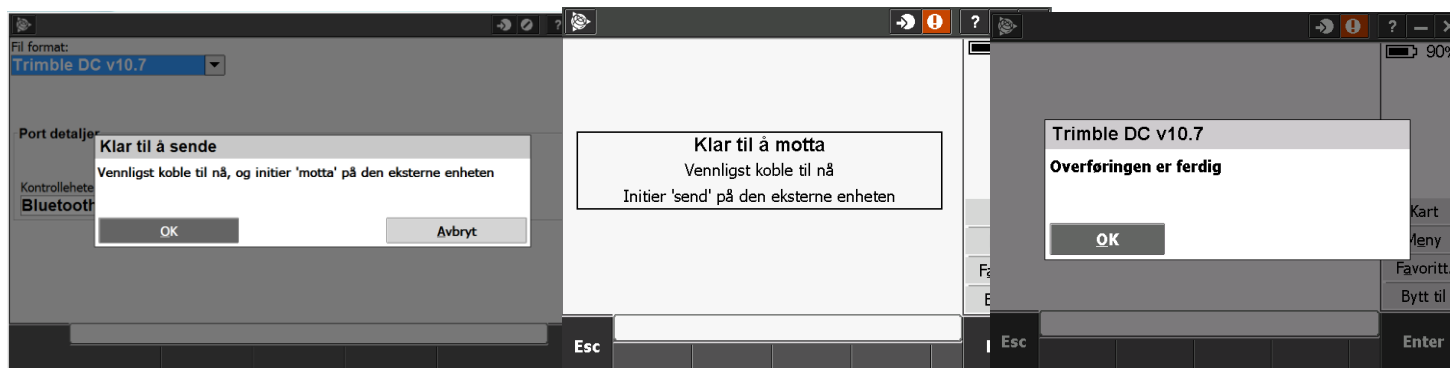 ?
Fil format:
Trimble DC v10.7
Port detaljer
Klar til å sende
Vennligst koble til nå, og initier 'motta' på den eksterne enheten
Kontrollehete
Bluetooth
OK
Avbryt
?
Klar til å motta
Vennligst koble til nå
Initier 'send' på den eksterne enheten
Esc
?
90%
Trimble DC v10.7
Overføringen er ferdig
OK
Kart
Meny
Favoritt
Bytt til
Esc
Enter